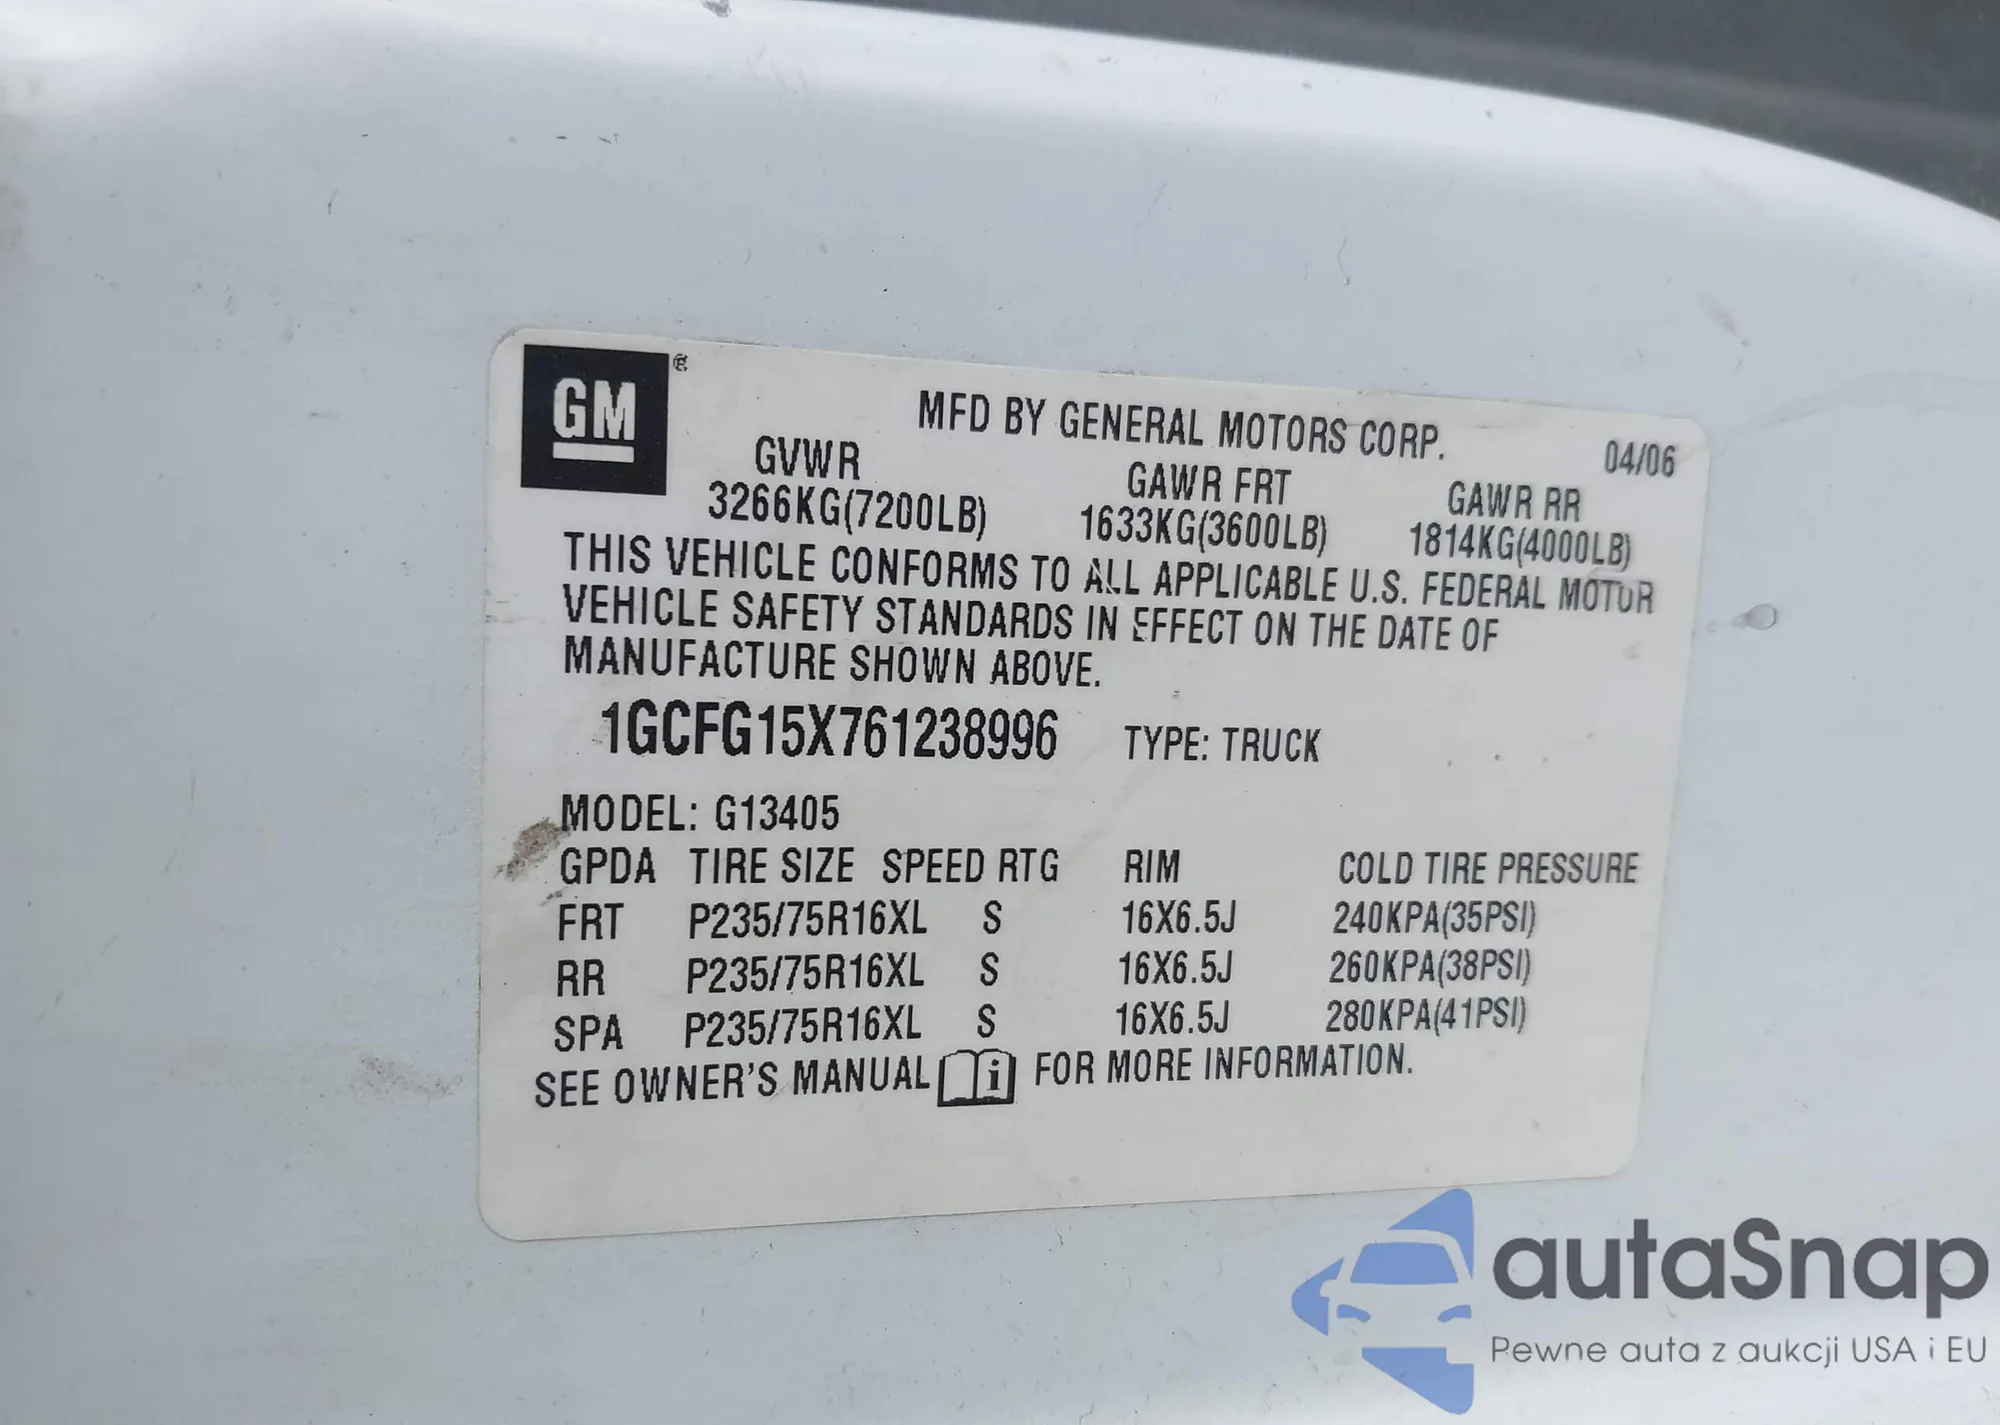 GM
MFD BY GENERAL MOTORS CORP.
04/06
GVWR GAWR FRT GAWR RR
3266KG(7200LB) 1633KG(3600LB) 1814KG(4000LB)
THIS VEHICLE CONFORMS TO ALL APPLICABLE U.S. FEDERAL MOTOR
VEHICLE SAFETY STANDARDS IN EFFECT ON THE DATE OF
MANUFACTURE SHOWN ABOVE.
1GCFG15X761238996 TYPE: TRUCK
MODEL: G13405
GPDA TIRE SIZE SPEED RTG RIM COLD TIRE PRESSURE
FRT P235/75R16XL S 16X6.5J 240KPA(35PSI)
RR P235/75R16XL S 16X6.5J 260KPA(38PSI)
SPA P235/75R16XL S 16X6.5J 280KPA(41PSI)
SEE OWNER'S MANUAL i FOR MORE INFORMATION.
autaSnap
Pewne auta z aukcji USA i EU